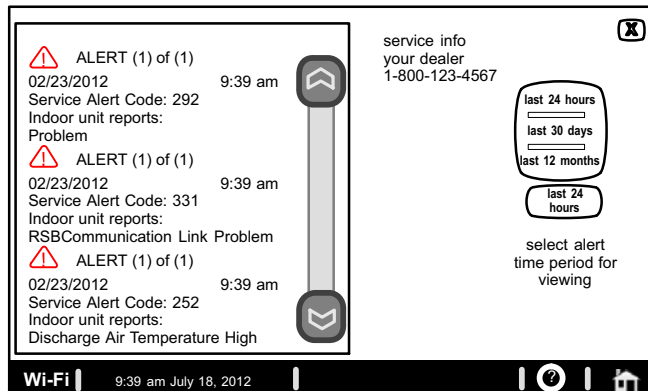 ALERT (1) of (1)
02/23/2012 9:39 am
Service Alert Code: 292
Indoor unit reports:
Problem
ALERT (1) of (1)
02/23/2012 9:39 am
Service Alert Code: 331
Indoor unit reports:
RSBCommunication Link Problem
ALERT (1) of (1)
02/23/2012 9:39 am
Service Alert Code: 252
Indoor unit reports:
Discharge Air Temperature High
service info
your dealer
1-800-123-4567
X
last 24 hours
last 30 days
last 12 months
last 24
hours
select alert
time period for
viewing
Wi-Fi 9:39 am July 18, 2012 ?